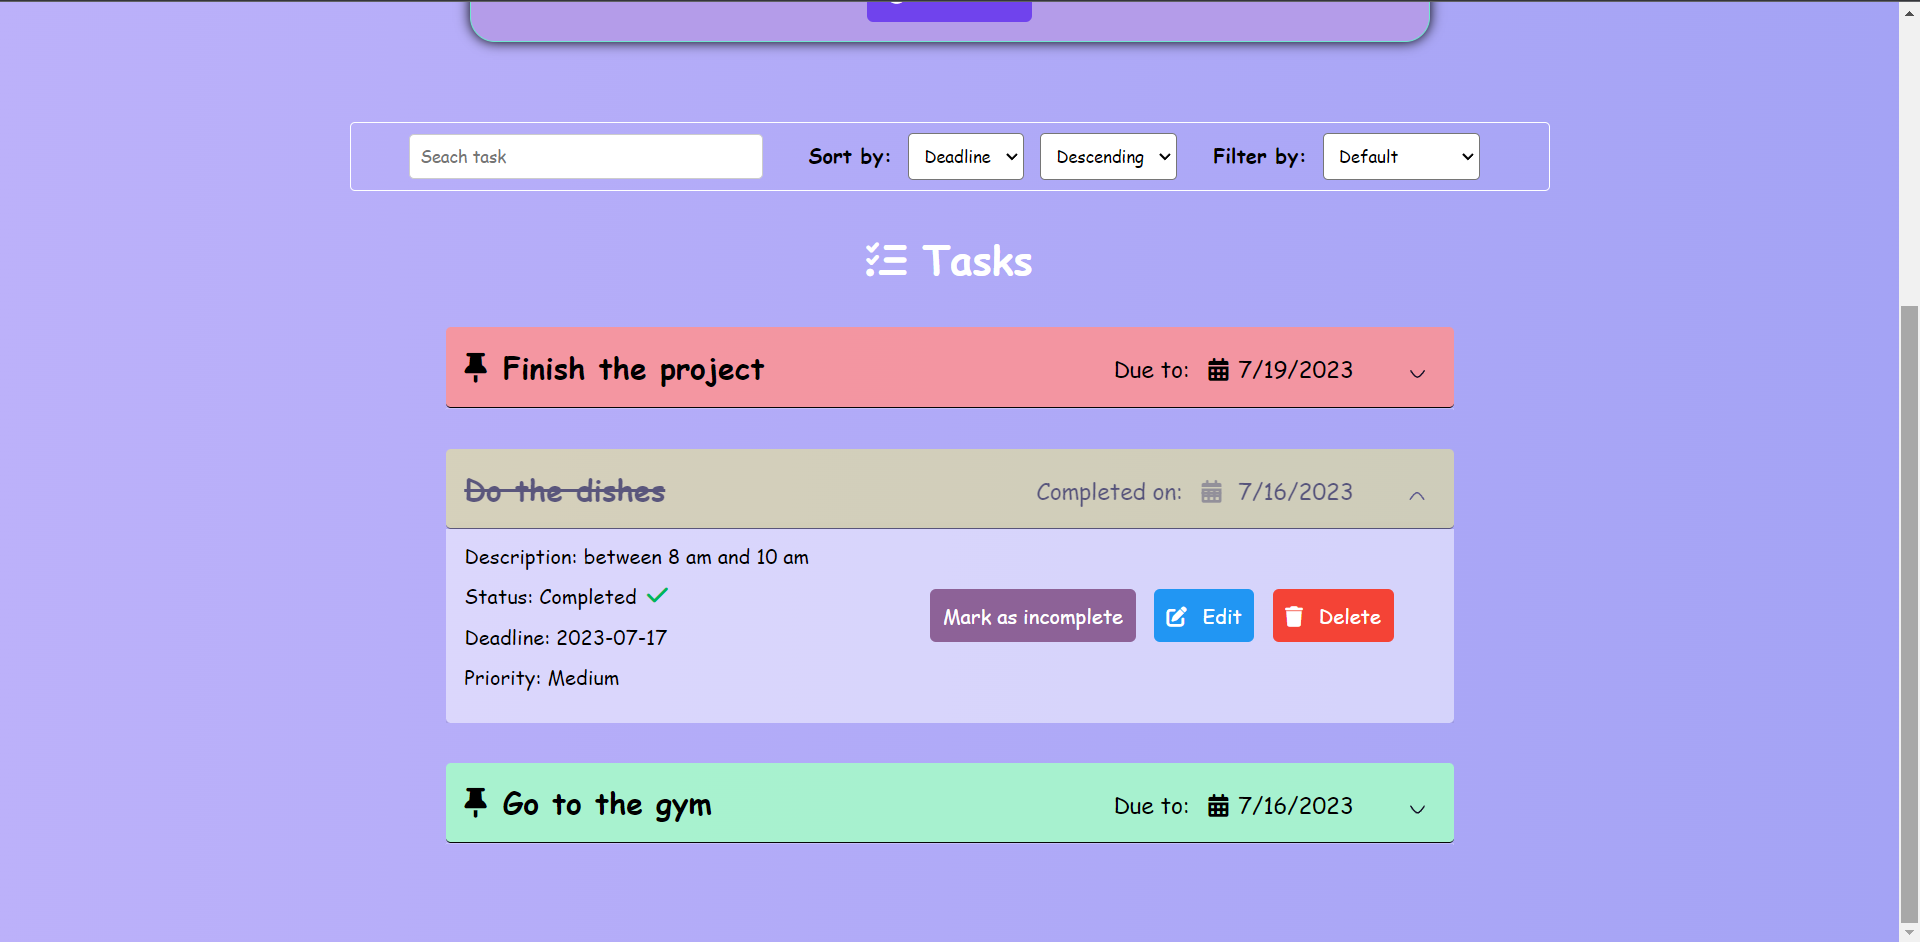 Seach task Sort by: Deadline Descending Filter by: Default
Tasks
Finish the project Due to: 7/19/2023
Do the dishes Completed on: 7/16/2023
Description: between 8 am and 10 am
Status: Completed
Mark as incomplete Edit Delete
Deadline: 2023-07-17
Priority: Medium
Go to the gym Due to: 7/16/2023